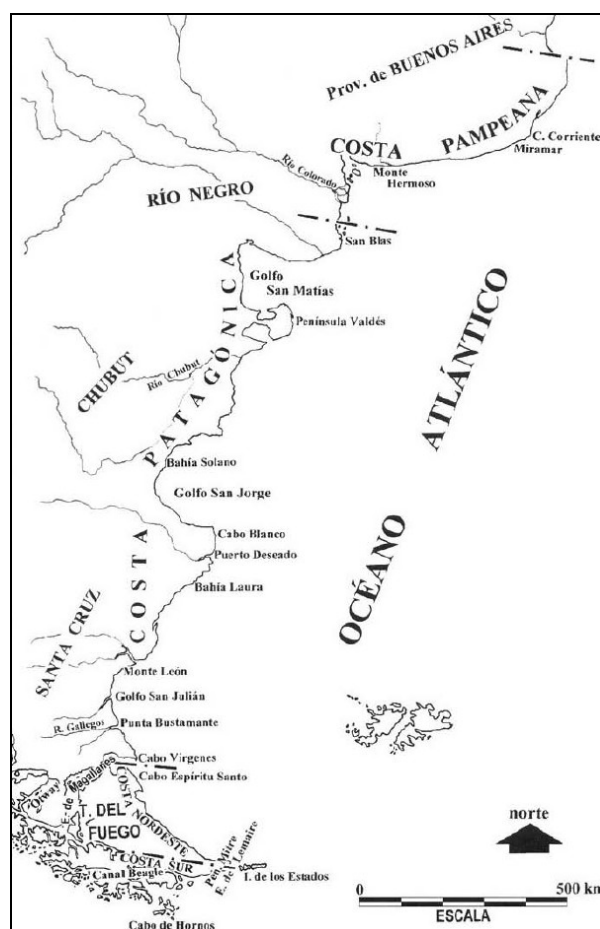 Prov. de BUENOS AIRES
COSTA PAMPEANA
C. Corriente
Miramar
Monte
Hermoso
Río Colorado
RÍO NEGRO
San Blas
Golfo
San Matías
Península Valdés
COSTA PATAGÓNICA
CHUBUT
Río Chubut
OCÉANO ATLÁNTICO
Bahía Solano
Golfo San Jorge
Cabo Blanco
Puerto Deseado
Bahía Laura
SANTA CRUZ
Monte León
Golfo San Julián
R. Gallegos
Punta Bustamante
Cabo Vírgenes
Cabo Espíritu Santo
E. de Magallanes
Otway
T. DEL
FUEGO
COSTA NORDESTE
COSTA SUR
Canal Beagle
Pen. Mitre
E. de Lemaire
I. de los Estados
Cabo de Hornos
norte
0 500 km
ESCALA